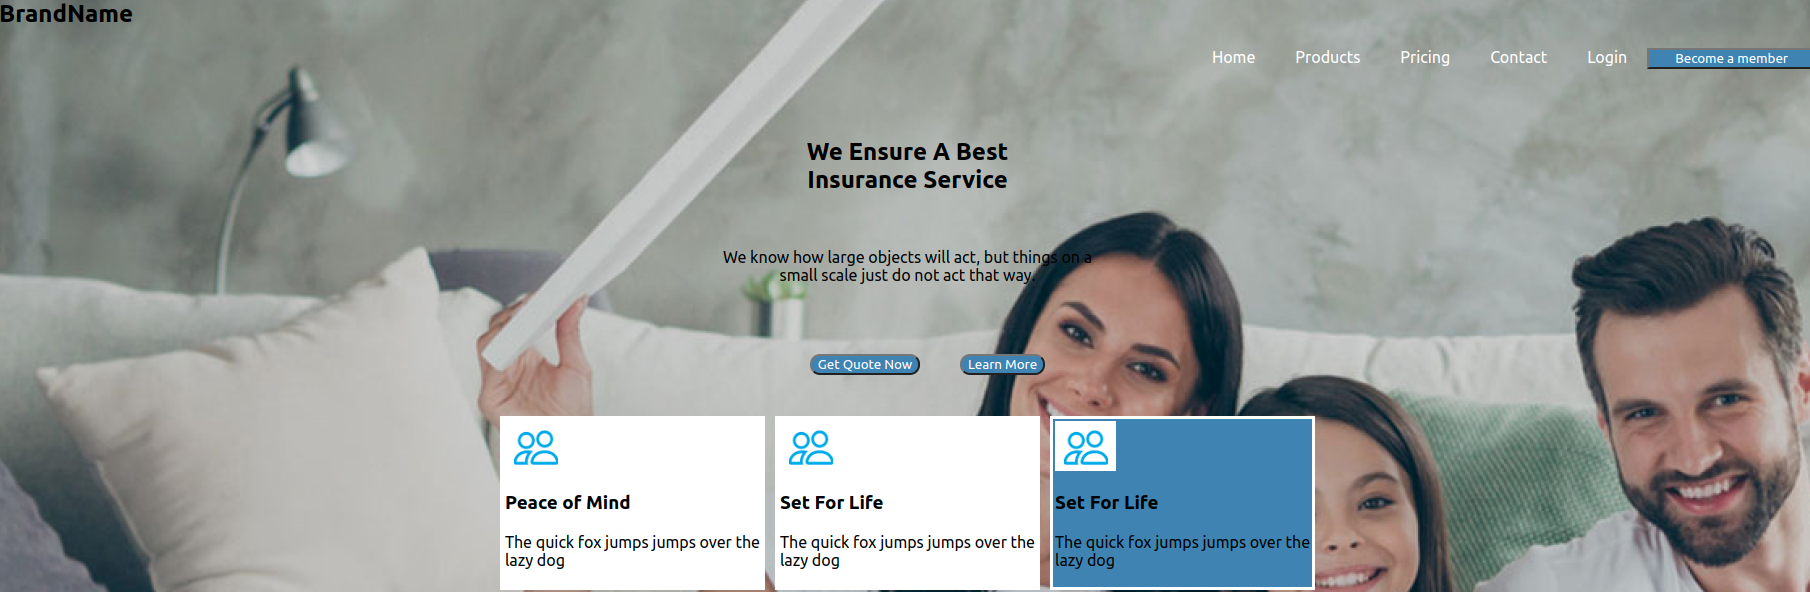 BrandName
Home Products Pricing Contact Login Become a member
We Ensure A Best
Insurance Service
We know how large objects will act, but things on a
small scale just do not act that way.
Get Quote Now Learn More
Peace of Mind
The quick fox jumps jumps over the
lazy dog
Set For Life
The quick fox jumps jumps over the
lazy dog
Set For Life
The quick fox jumps jumps over the
lazy dog